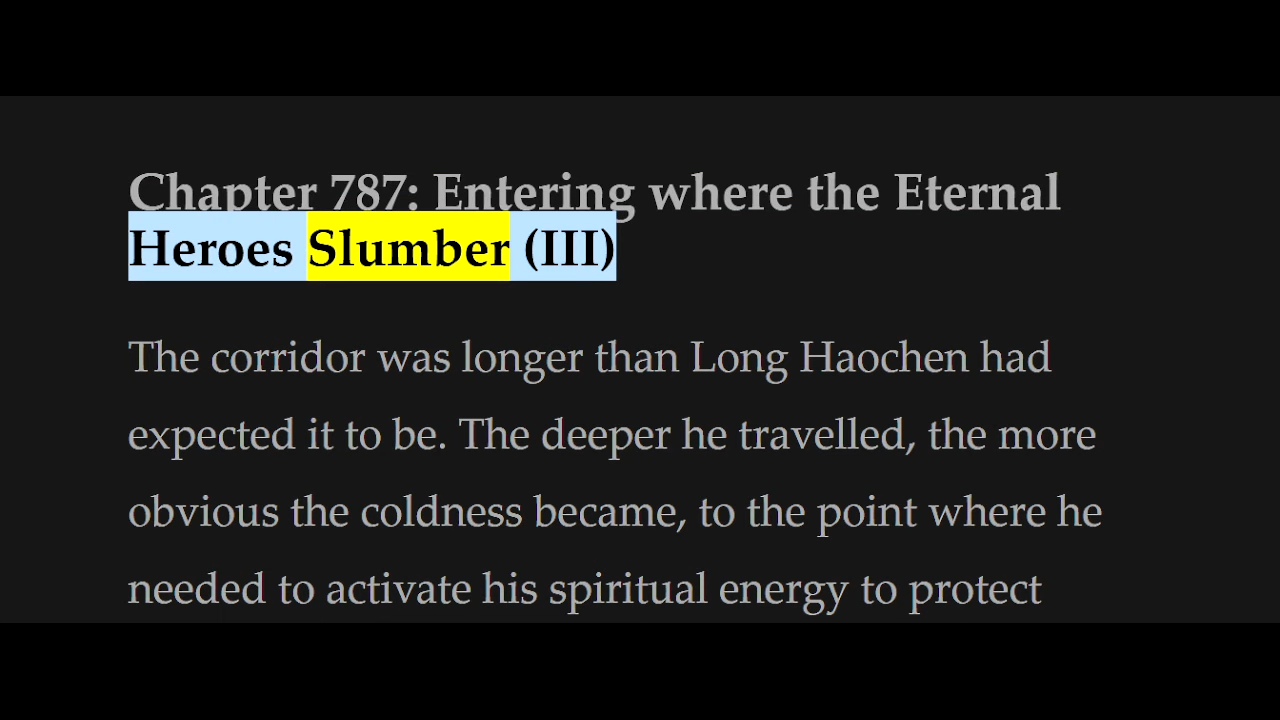 Chapter 787: Entering where the Eternal
Heroes Slumber (III)
The corridor was longer than Long Haochen had
expected it to be. The deeper he travelled, the more
obvious the coldness became, to the point where he
needed to activate his spiritual energy to protect